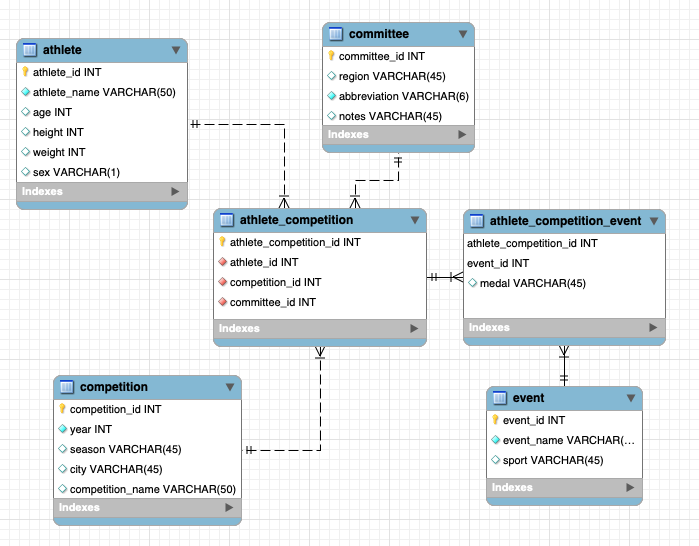 athlete
athlete_id INT
athlete_name VARCHAR(50)
age INT
height INT
weight INT
sex VARCHAR(1)
Indexes
committee
committee_id INT
region VARCHAR(45)
abbreviation VARCHAR(6)
notes VARCHAR(45)
Indexes
athlete_competition
athlete_competition_id INT
athlete_id INT
competition_id INT
committee_id INT
Indexes
athlete_competition_event
athlete_competition_id INT
event_id INT
medal VARCHAR(45)
Indexes
competition
competition_id INT
year INT
season VARCHAR(45)
city VARCHAR(45)
competition_name VARCHAR(50)
Indexes
event
event_id INT
event_name VARCHAR(...
sport VARCHAR(45)
Indexes